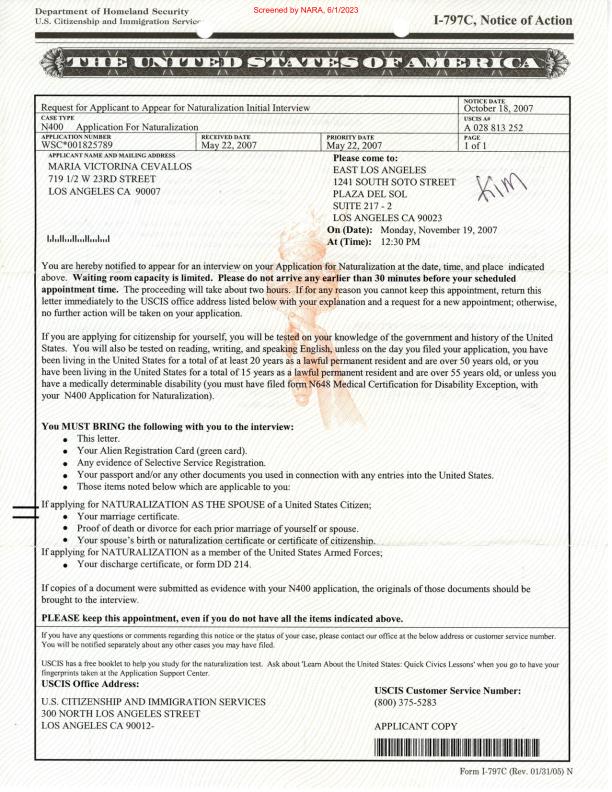 Department of Homeland Security
U.S. Citizenship and Immigration Service
Screened by NARA, 6/1/2023
I-797C, Notice of Action
THE UNITED STATES OF AMERICA
Request for Applicant to Appear for Naturalization Initial Interview
NOTICE DATE
October 18, 2007
CASE TYPE
N400 Application For Naturalization
USCIS A#
A 028 813 252
APPLICATION NUMBER
WSC*001825789
RECEIVED DATE
May 22, 2007
PRIORITY DATE
May 22, 2007
PAGE
1 of 1
APPLICANT NAME AND MAILING ADDRESS
MARIA VICTORINA CEVALLOS
719 1/2 W 23RD STREET
LOS ANGELES CA 90007
Please come to:
EAST LOS ANGELES
1241 SOUTH SOTO STREET
PLAZA DEL SOL
SUITE 217 - 2
LOS ANGELES CA 90023
On (Date): Monday, November 19, 2007
At (Time): 12:30 PM
Kim
You are hereby notified to appear for an interview on your Application for Naturalization at the date, time, and place indicated
above. Waiting room capacity is limited. Please do not arrive any earlier than 30 minutes before your scheduled
appointment time. The proceeding will take about two hours. If for any reason you cannot keep this appointment, return this
letter immediately to the USCIS office address listed below with your explanation and a request for a new appointment; otherwise,
no further action will be taken on your application.
If you are applying for citizenship for yourself, you will be tested on your knowledge of the government and history of the United
States. You will also be tested on reading, writing, and speaking English, unless on the day you filed your application, you have
been living in the United States for a total of at least 20 years as a lawful permanent resident and are over 50 years old, or you
have been living in the United States for a total of 15 years as a lawful permanent resident and are over 55 years old, or unless you
have a medically determinable disability (you must have filed form N648 Medical Certification for Disability Exception, with
your N400 Application for Naturalization).
You MUST BRING the following with you to the interview:
● This letter.
● Your Alien Registration Card (green card).
● Any evidence of Selective Service Registration.
● Your passport and/or any other documents you used in connection with any entries into the United States.
● Those items noted below which are applicable to you:
If applying for NATURALIZATION AS THE SPOUSE of a United States Citizen;
● Your marriage certificate.
● Proof of death or divorce for each prior marriage of yourself or spouse.
● Your spouse's birth or naturalization certificate or certificate of citizenship.
If applying for NATURALIZATION as a member of the United States Armed Forces;
● Your discharge certificate, or form DD 214.
If copies of a document were submitted as evidence with your N400 application, the originals of those documents should be
brought to the interview.
PLEASE keep this appointment, even if you do not have all the items indicated above.
If you have any questions or comments regarding this notice or the status of your case, please contact our office at the below address or customer service number.
You will be notified separately about any other cases you may have filed.
USCIS has a free booklet to help you study for the naturalization test. Ask about 'Learn About the United States: Quick Civics Lessons' when you go to have your
fingerprints taken at the Application Support Center.
USCIS Office Address:
U.S. CITIZENSHIP AND IMMIGRATION SERVICES
300 NORTH LOS ANGELES STREET
LOS ANGELES CA 90012-
USCIS Customer Service Number:
(800) 375-5283
APPLICANT COPY
Form I-797C (Rev. 01/31/05) N